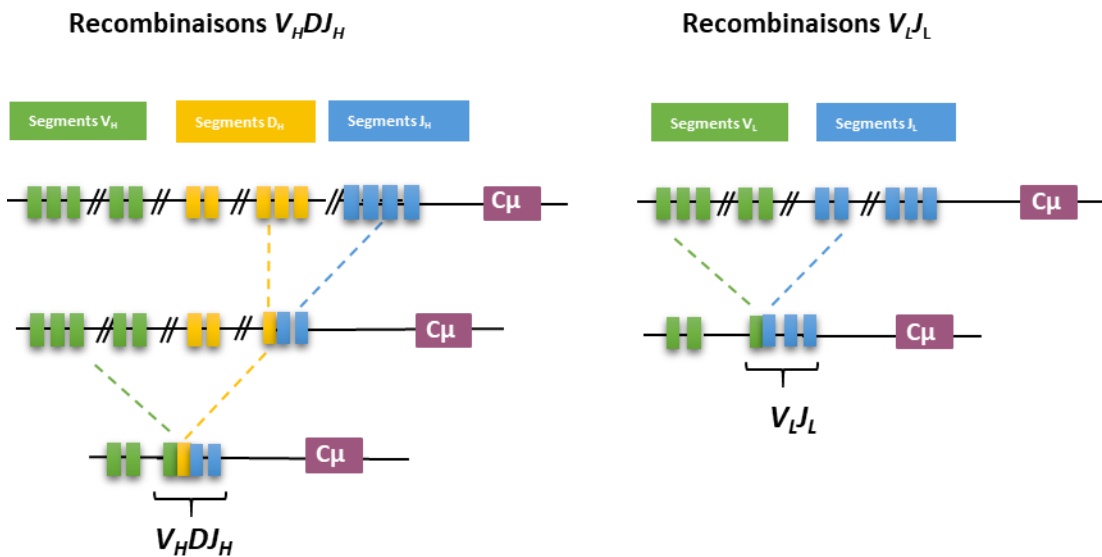 Recombinaisons VHDJH
Recombinaisons VLJL
Segments VH
Segments DH
Segments JH
Segments VL
Segments JL
Cμ
Cμ
Cμ
Cμ
Cμ
VLJL
VHDJH